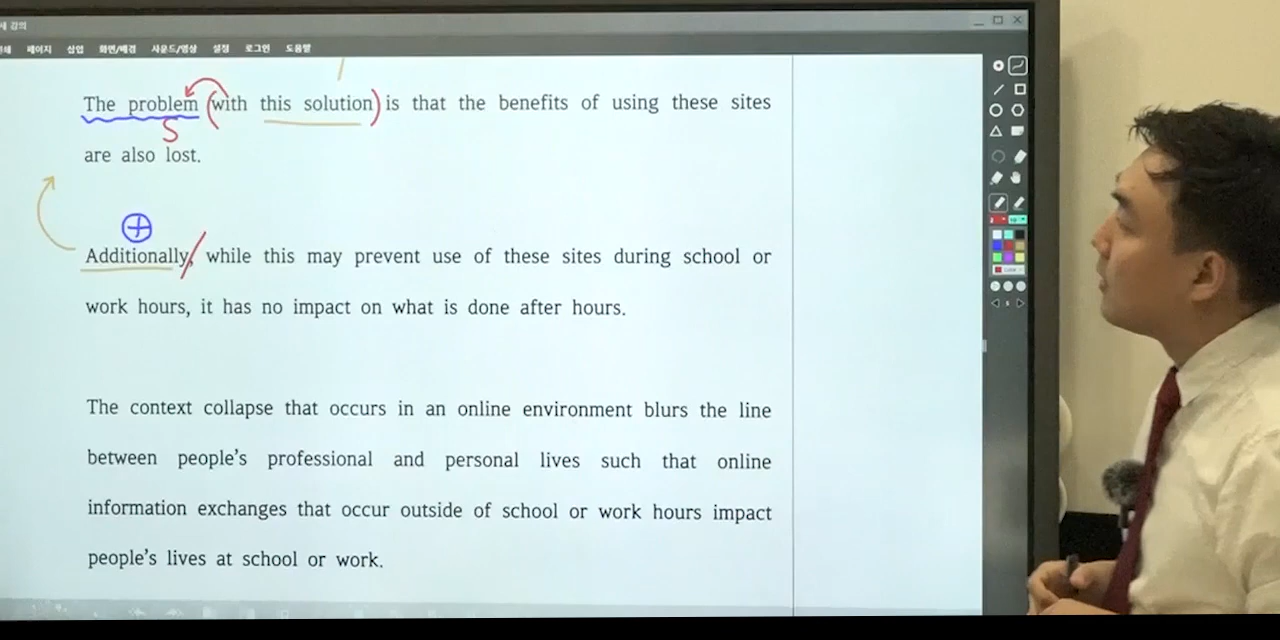 새 강의
페이지 삽입 화면/배경 사운드/영상 설정 로그인 도움말
The problem (with this solution) is that the benefits of using these sites
S
are also lost.
Additionally, while this may prevent use of these sites during school or
work hours, it has no impact on what is done after hours.
The context collapse that occurs in an online environment blurs the line
between people's professional and personal lives such that online
information exchanges that occur outside of school or work hours impact
people's lives at school or work.